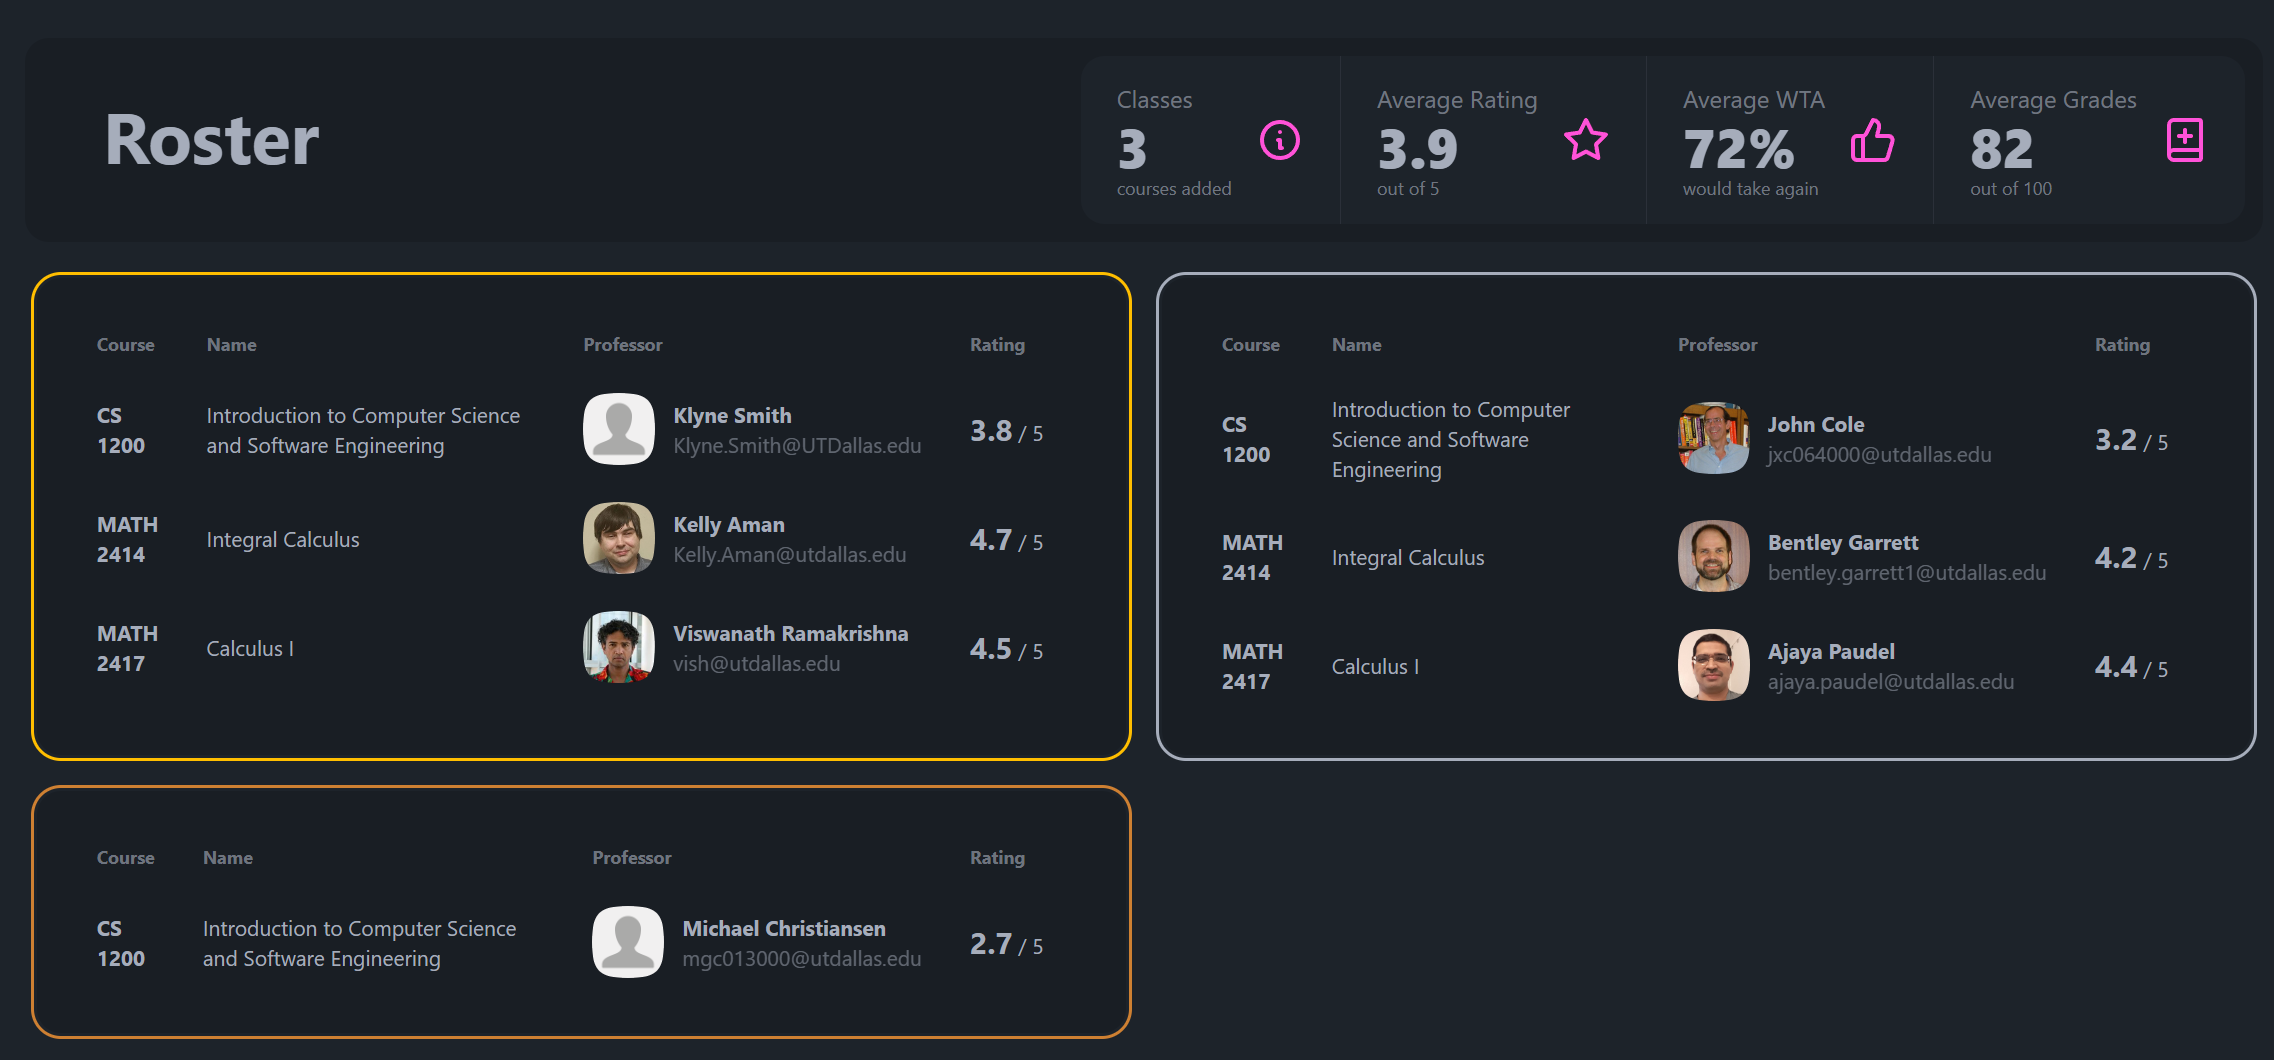 Roster
Classes
3
courses added
Average Rating
3.9
out of 5
Average WTA
72%
would take again
Average Grades
82
out of 100
Course Name Professor Rating
CS
1200
Introduction to Computer Science
and Software Engineering
Klyne Smith
Klyne.Smith@UTDallas.edu
3.8 / 5
MATH
2414
Integral Calculus
Kelly Aman
Kelly.Aman@utdallas.edu
4.7 / 5
MATH
2417
Calculus I
Viswanath Ramakrishna
vish@utdallas.edu
4.5 / 5
Course Name Professor Rating
CS
1200
Introduction to Computer
Science and Software
Engineering
John Cole
jxc064000@utdallas.edu
3.2 / 5
MATH
2414
Integral Calculus
Bentley Garrett
bentley.garrett1@utdallas.edu
4.2 / 5
MATH
2417
Calculus I
Ajaya Paudel
ajaya.paudel@utdallas.edu
4.4 / 5
Course Name Professor Rating
CS
1200
Introduction to Computer Science
and Software Engineering
Michael Christiansen
mgc013000@utdallas.edu
2.7 / 5